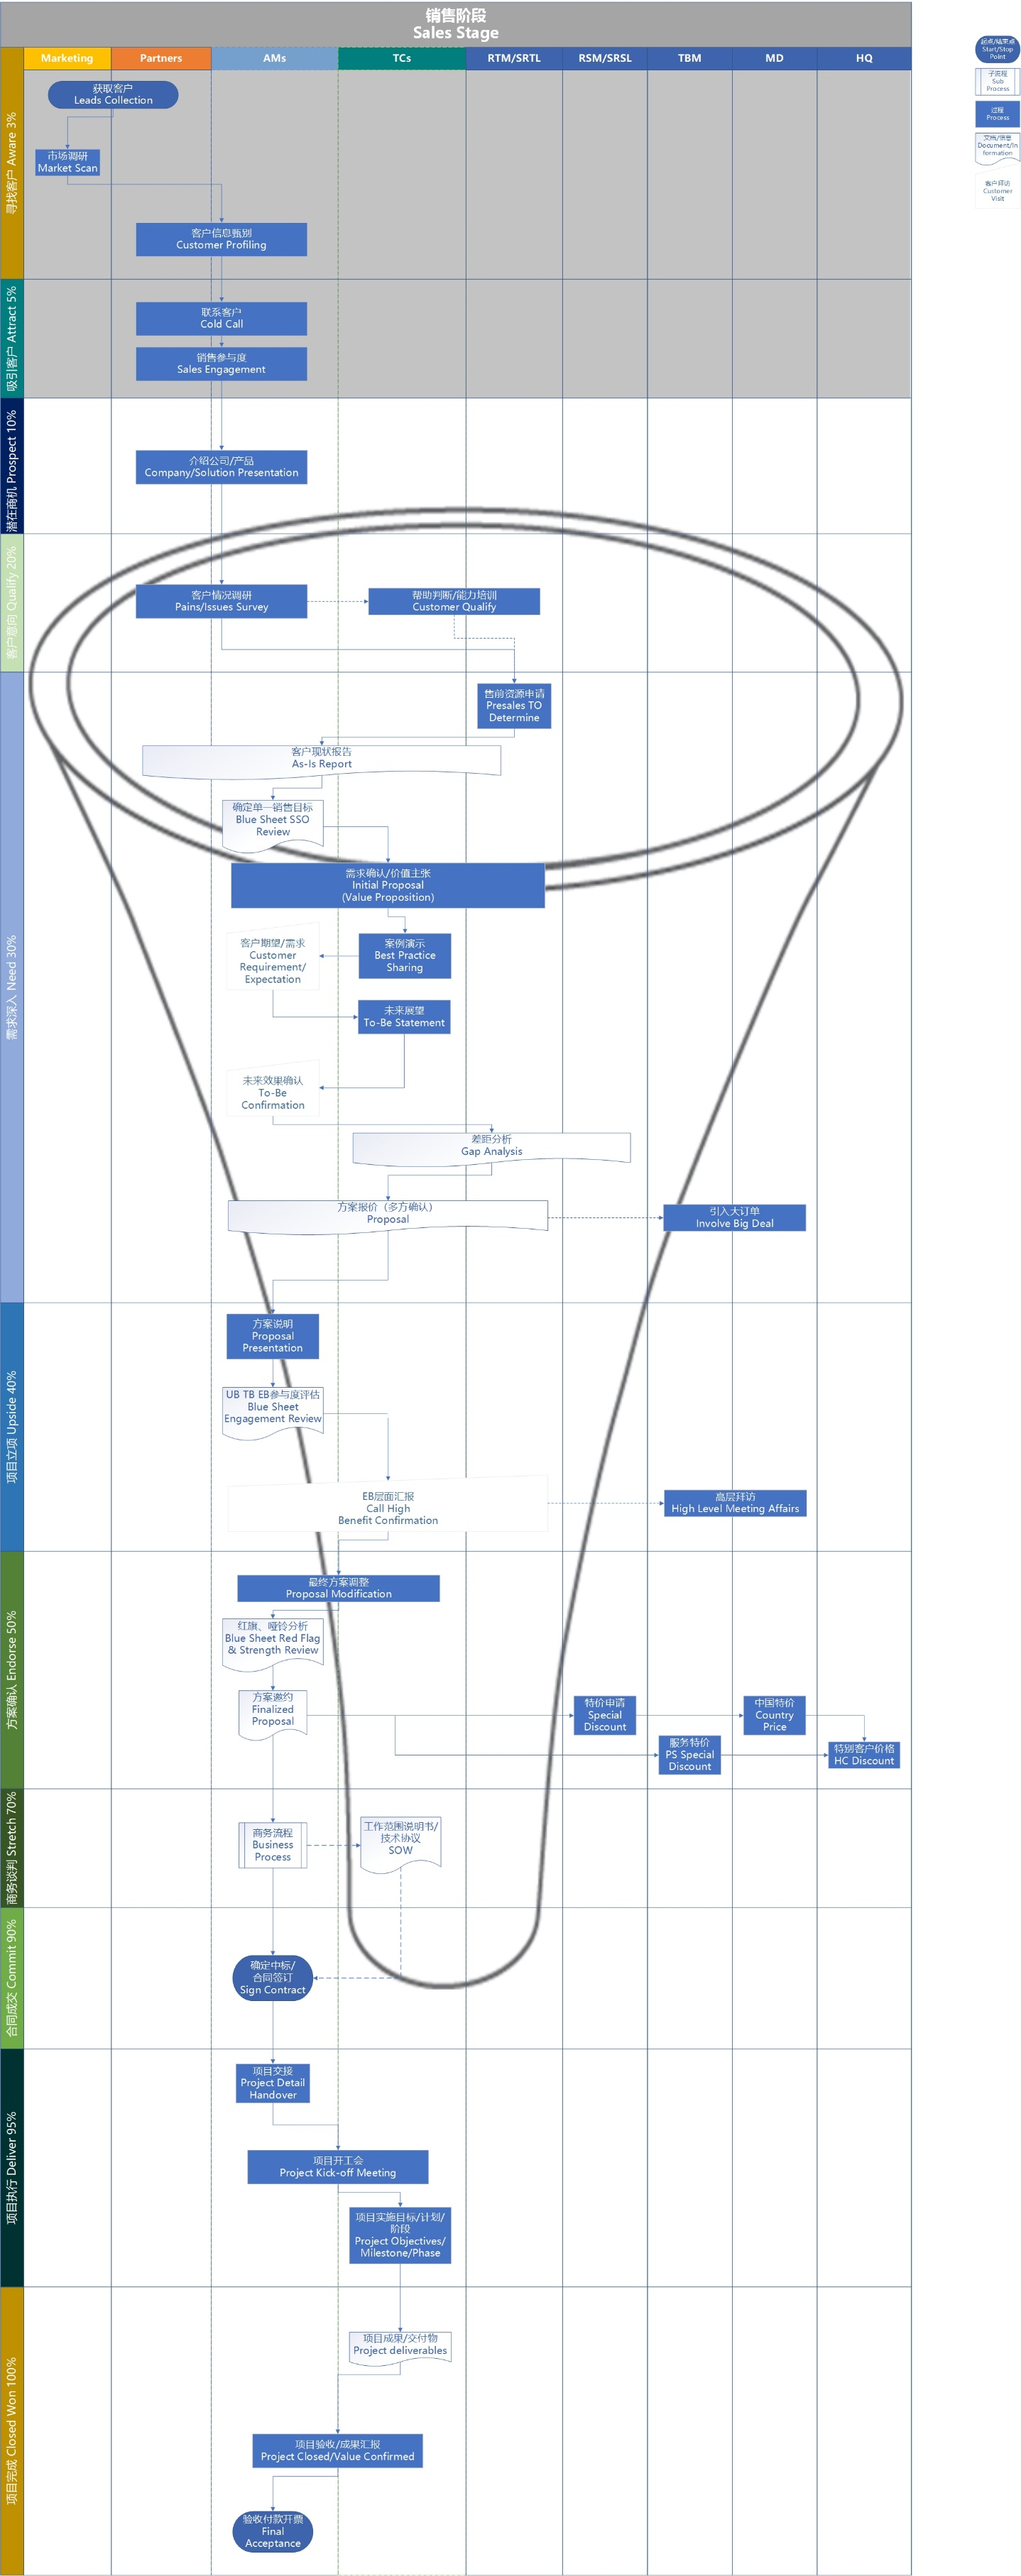 销售阶段
Sales Stage
Marketing
Partners
AMs
TCs
RTM/SRTL
RSM/SRSL
TBM
MD
HQ
起点/结束点
Start/Stop
Point
子流程
Sub
Process
过程
Process
文档/信息
Document/In
formation
客户拜访
Customer
Visit
寻找客户 Aware 3%
获取客户
Leads Collection
市场调研
Market Scan
客户信息甄别
Customer Profiling
吸引客户 Attract 5%
联系客户
Cold Call
销售参与度
Sales Engagement
潜在商机 Prospect 10%
介绍公司/产品
Company/Solution Presentation
客户意向 Qualify 20%
客户情况调研
Pains/Issues Survey
帮助判断/能力培训
Customer Qualify
需求深入 Need 30%
售前资源申请
Presales TO
Determine
客户现状报告
As-Is Report
确定单一销售目标
Blue Sheet SSO
Review
需求确认/价值主张
Initial Proposal
(Value Proposition)
客户期望/需求
Customer
Requirement/
Expectation
案例演示
Best Practice
Sharing
未来展望
To-Be Statement
未来效果确认
To-Be
Confirmation
差距分析
Gap Analysis
方案报价（多方确认）
Proposal
引入大订单
Involve Big Deal
项目立项 Upside 40%
方案说明
Proposal
Presentation
UB TB EB参与度评估
Blue Sheet
Engagement Review
EB层面汇报
Call High
Benefit Confirmation
高层拜访
High Level Meeting Affairs
方案确认 Endorse 50%
最终方案调整
Proposal Modification
红旗、哑铃分析
Blue Sheet Red Flag
& Strength Review
方案邀约
Finalized
Proposal
特价申请
Special
Discount
中国特价
Country
Price
服务特价
PS Special
Discount
特别客户价格
HC Discount
商务谈判 Stretch 70%
商务流程
Business
Process
工作范围说明书/
技术协议
SOW
合同成交 Commit 90%
确定中标/
合同签订
Sign Contract
项目执行 Deliver 95%
项目交接
Project Detail
Handover
项目开工会
Project Kick-off Meeting
项目实施目标/计划/
阶段
Project Objectives/
Milestone/Phase
项目完成 Closed Won 100%
项目成果/交付物
Project deliverables
项目验收/成果汇报
Project Closed/Value Confirmed
验收付款开票
Final
Acceptance